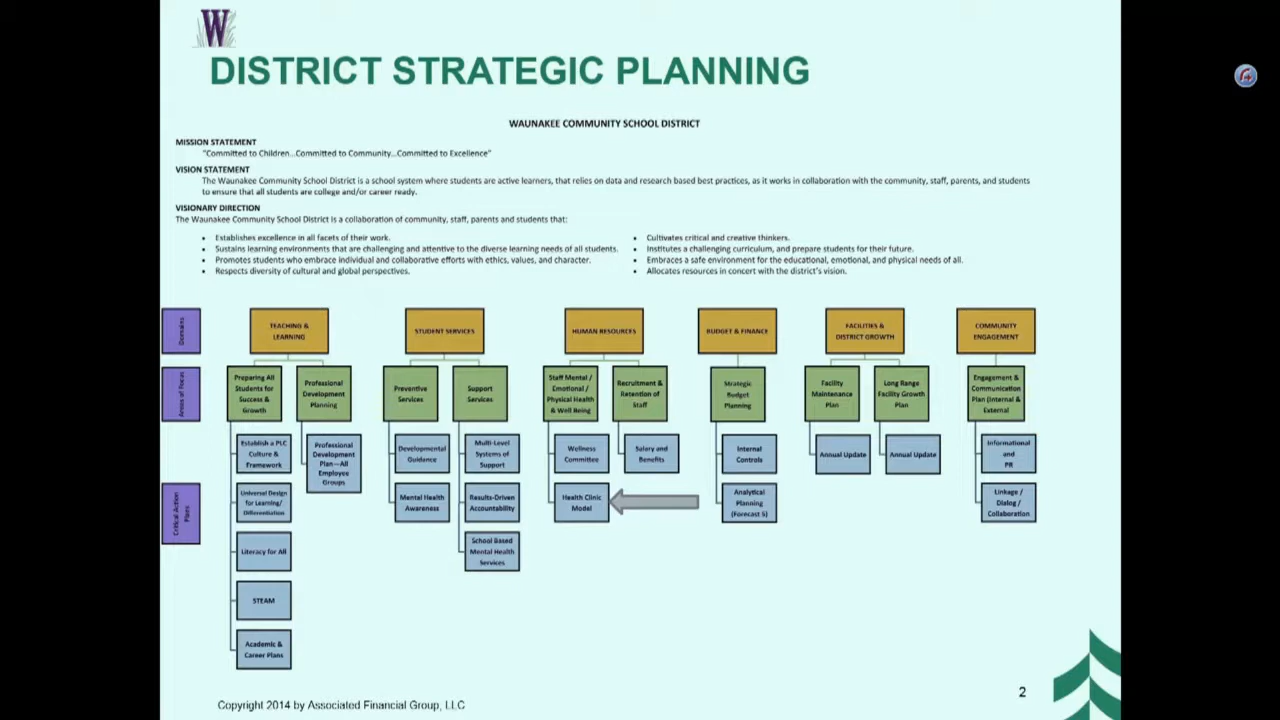 W
DISTRICT STRATEGIC PLANNING
WAUNAKEE COMMUNITY SCHOOL DISTRICT
MISSION STATEMENT
"Committed to Children...Committed to Community...Committed to Excellence"
VISION STATEMENT
The Waunakee Community School District is a school system where students are active learners, that relies on data and research based best practices, as it works in collaboration with the community, staff, parents, and students
to ensure that all students are college and/or career ready.
VISIONARY DIRECTION
The Waunakee Community School District is a collaboration of community, staff, parents and students that:
• Establishes excellence in all facets of their work.
• Sustains learning environments that are challenging and attentive to the diverse learning needs of all students.
• Promotes students who embrace individual and collaborative efforts with ethics, values, and character.
• Respects diversity of cultural and global perspectives.
• Cultivates critical and creative thinkers.
• Institutes a challenging curriculum, and prepare students for their future.
• Embraces a safe environment for the educational, emotional, and physical needs of all.
• Allocates resources in concert with the district's vision.
Domains
TEACHING &
LEARNING
STUDENT SERVICES
HUMAN RESOURCES
BUDGET & FINANCE
FACILITIES &
DISTRICT GROWTH
COMMUNITY
ENGAGEMENT
Areas of Focus
Preparing All
Students for
Success &
Growth
Professional
Development
Planning
Preventive
Services
Support
Services
Staff Mental /
Emotional /
Physical Health
& Well Being
Recruitment &
Retention of
Staff
Strategic
Budget
Planning
Facility
Maintenance
Plan
Long Range
Facility Growth
Plan
Engagement &
Communication
Plan (Internal &
External
Critical Action
Plans
Establish a PLC
Culture &
Framework
Universal Design
for Learning/
Differentiation
Literacy for All
STEAM
Academic &
Career Plans
Professional
Development
Plan—All
Employee
Groups
Developmental
Guidance
Mental Health
Awareness
Multi-Level
Systems of
Support
Results-Driven
Accountability
School Based
Mental Health
Services
Wellness
Committee
Health Clinic
Model
Salary and
Benefits
Internal
Controls
Analytical
Planning
(Forecast 5)
Annual Update
Annual Update
Informational
and
PR
Linkage /
Dialog /
Collaboration
Copyright 2014 by Associated Financial Group, LLC
2